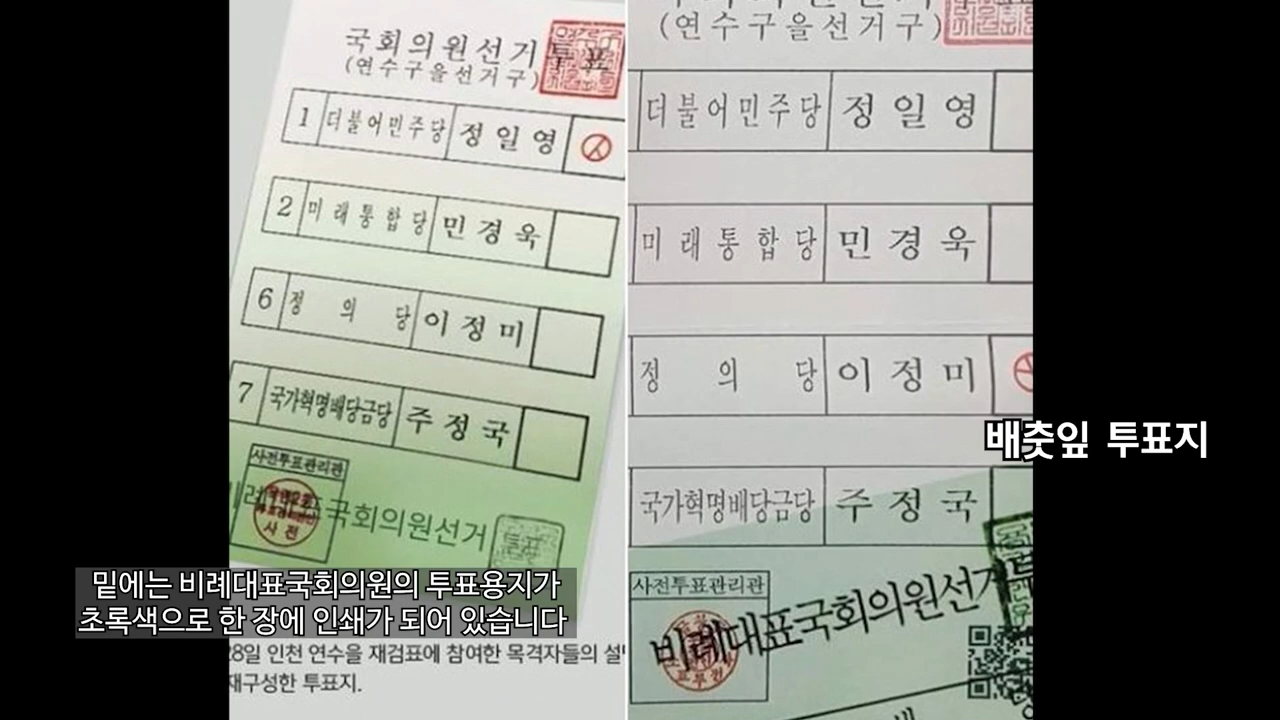 국회의원선거투표
(연수구을선거구)
1 더불어민주당 정일영
2 미래통합당 민경욱
6 정의당 이정미
7 국가혁명배당금당 주정국
사전투표관리관
사전
비례대표국회의원선거
투표
(연수구을선거구)
더불어민주당 정일영
미래통합당 민경욱
정의당 이정미
국가혁명배당금당 주정국
사전투표관리관
비례대표국회의원선거
배춧잎 투표지
밑에는 비례대표국회의원의 투표용지가
초록색으로 한 장에 인쇄가 되어 있습니다
28일 인천 연수을 재검표에 참여한 목격자들의
재구성한 투표지.